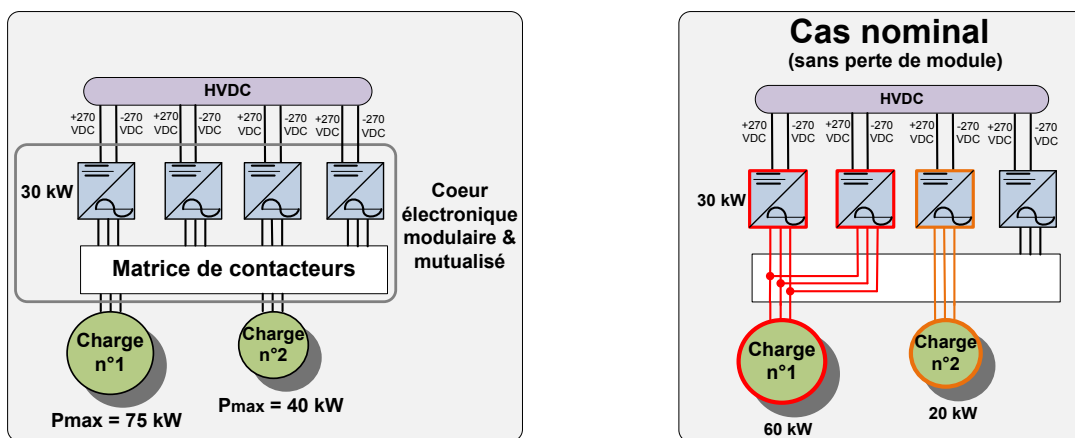 HVDC
+270 -270 +270 -270 +270 -270 +270 -270
VDC VDC VDC VDC VDC VDC VDC VDC
30 kW
Coeur
électronique
modulaire &
mutualisé
Matrice de contacteurs
Charge
n°1
Charge
n°2
Pmax = 75 kW
Pmax = 40 kW
Cas nominal
(sans perte de module)
HVDC
+270 -270 +270 -270 +270 -270 +270 -270
VDC VDC VDC VDC VDC VDC VDC VDC
30 kW
Charge
n°1
Charge
n°2
60 kW
20 kW